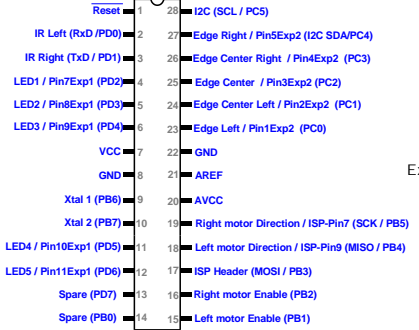 Reset 1 28 I2C (SCL / PC5)
IR Left (RxD /PD0) 2 27 Edge Right / Pin5Exp2 (I2C SDA/PC4)
IR Right (TxD / PD1) 3 26 Edge Center Right / Pin4Exp2 (PC3)
LED1 / Pin7Exp1 (PD2) 4 25 Edge Center / Pin3Exp2 (PC2)
LED2 / Pin8Exp1 (PD3) 5 24 Edge Center Left / Pin2Exp2 (PC1)
LED3 / Pin9Exp1 (PD4) 6 23 Edge Left / Pin1Exp2 (PC0)
VCC 7 22 GND
GND 8 21 AREF
Xtal 1 (PB6) 9 20 AVCC
Xtal 2 (PB7) 10 19 Right motor Direction / ISP-Pin7 (SCK / PB5)
LED4 / Pin10Exp1 (PD5) 11 18 Left motor Direction / ISP-Pin9 (MISO / PB4)
LED5 / Pin11Exp1 (PD6) 12 17 ISP Header (MOSI / PB3)
Spare (PD7) 13 16 Right motor Enable (PB2)
Spare (PB0) 14 15 Left motor Enable (PB1)